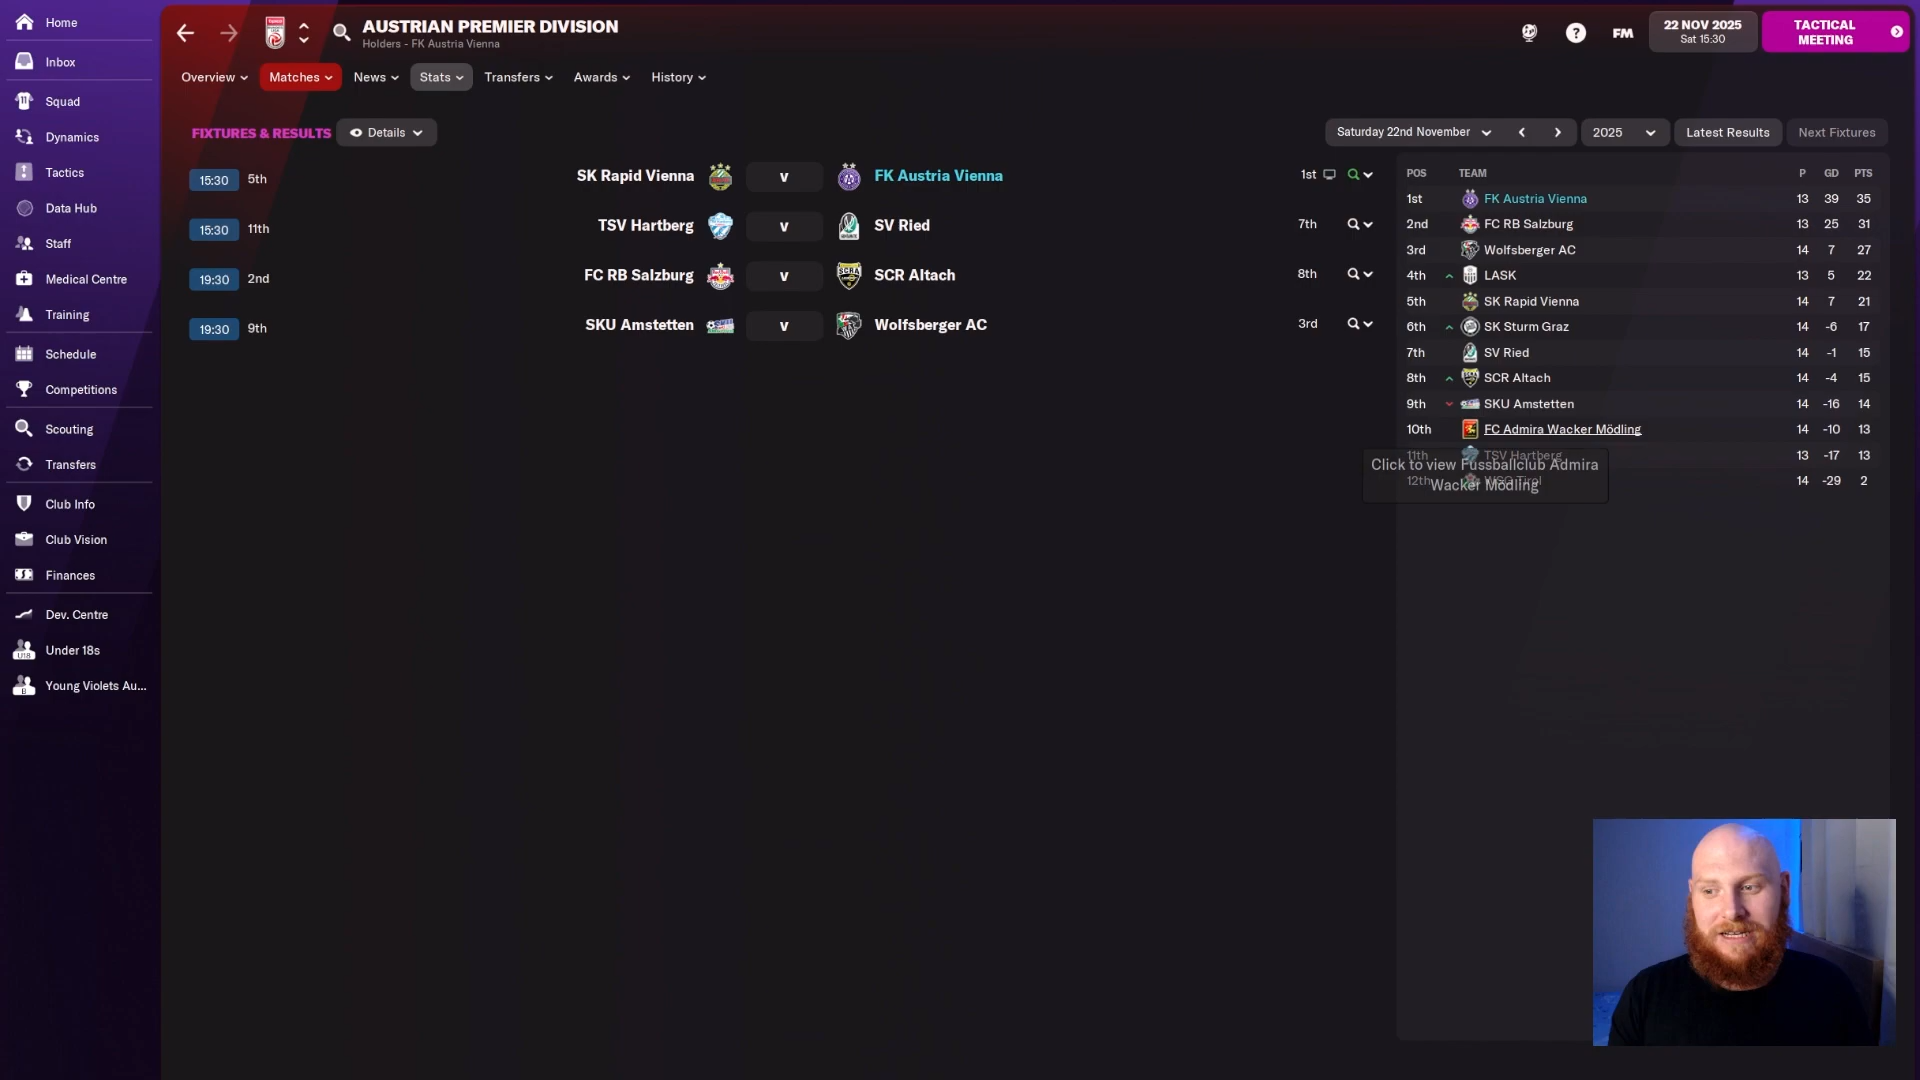 Home
Inbox
Squad
Dynamics
Tactics
Data Hub
Staff
Medical Centre
Training
Schedule
Competitions
Scouting
Transfers
Club Info
Club Vision
Finances
Dev. Centre
Under 18s
Young Violets Au...
AUSTRIAN PREMIER DIVISION
Holders - FK Austria Vienna
FM
22 NOV 2025
Sat 15:30
TACTICAL
MEETING
Overview Matches News Stats Transfers Awards History
FIXTURES & RESULTS Details
Saturday 22nd November 2025 Latest Results Next Fixtures
15:30 5th SK Rapid Vienna v FK Austria Vienna 1st
15:30 11th TSV Hartberg v SV Ried 7th
19:30 2nd FC RB Salzburg v SCR Altach 8th
19:30 9th SKU Amstetten v Wolfsberger AC 3rd
POS TEAM P GD PTS
1st FK Austria Vienna 13 39 35
2nd FC RB Salzburg 13 25 31
3rd Wolfsberger AC 14 7 27
4th LASK 13 5 22
5th SK Rapid Vienna 14 7 21
6th SK Sturm Graz 14 -6 17
7th SV Ried 14 -1 15
8th SCR Altach 14 -4 15
9th SKU Amstetten 14 -16 14
10th FC Admira Wacker Mödling 14 -10 13
11th TSV Hartberg 13 -17 13
12th WSG Tirol 14 -29 2
Click to view Fussballclub Admira
Wacker Mödling